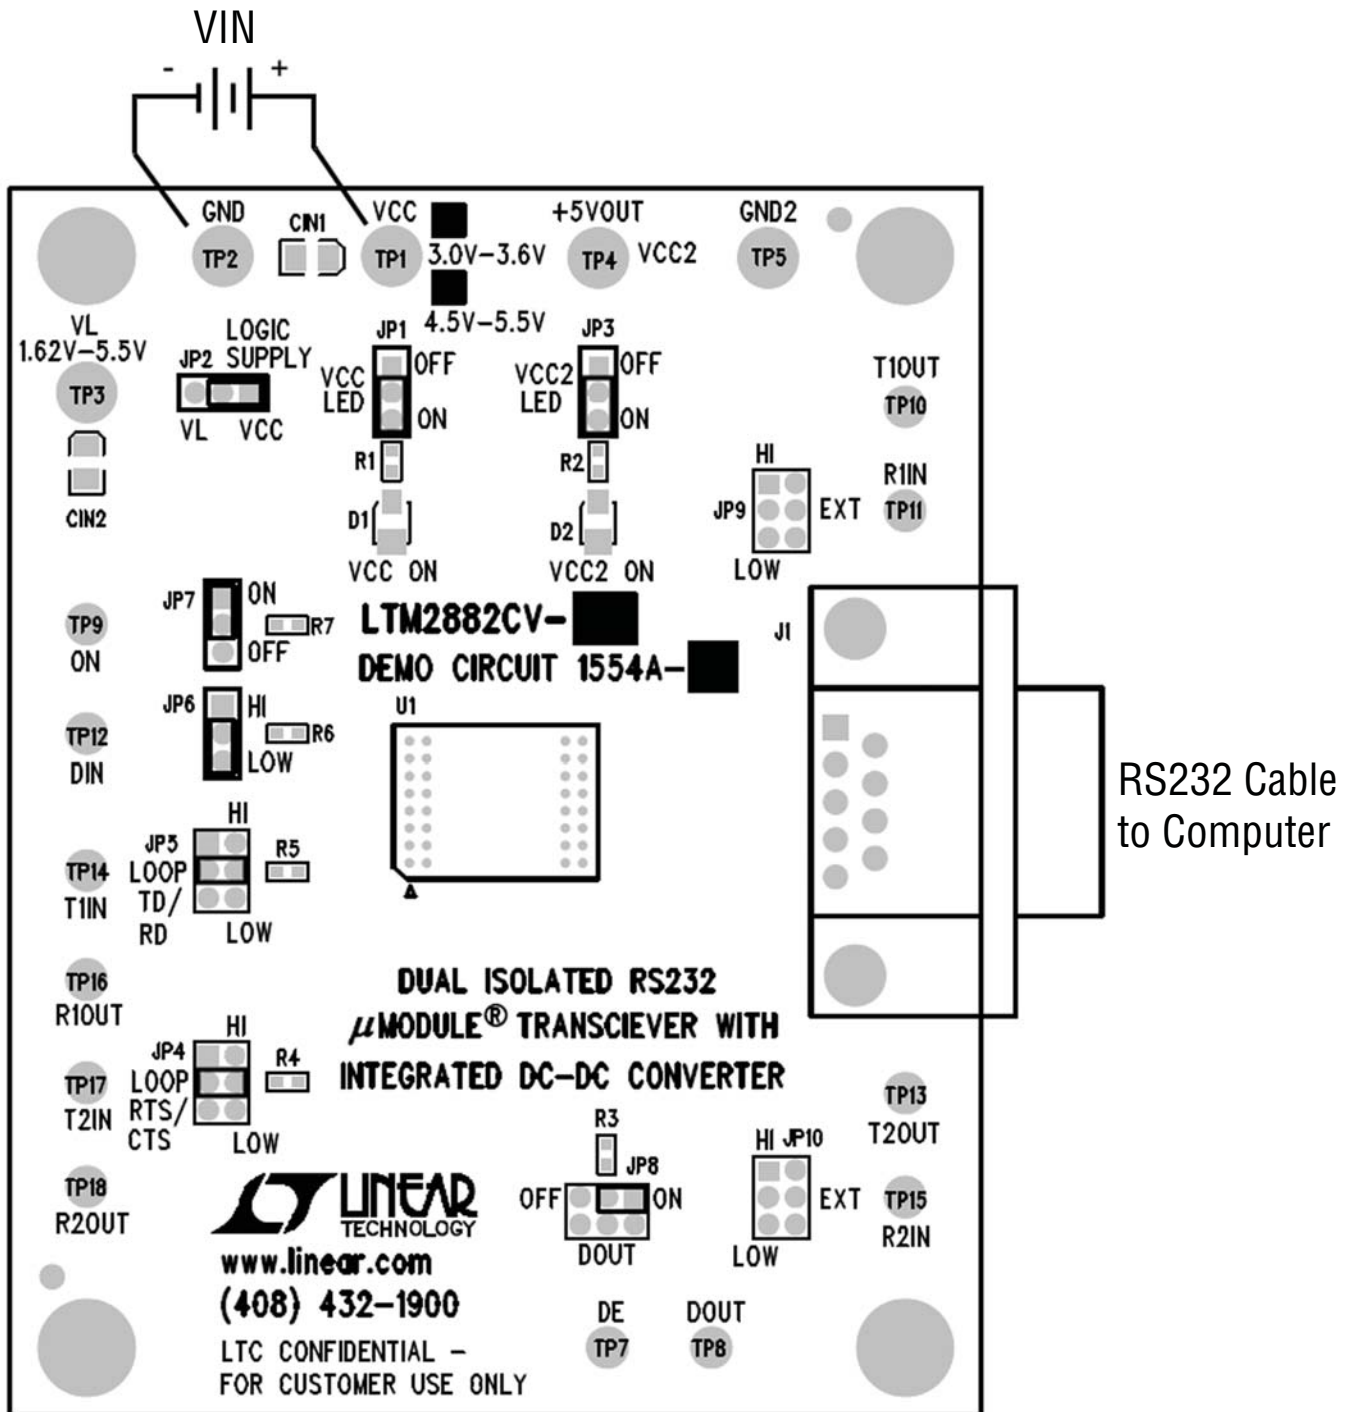 VIN
- +
GND
CIN1
VCC
+5VOUT
GND2
TP2
TP1
3.0V-3.6V
TP4
VCC2
TP5
4.5V-5.5V
VL
1.62V-5.5V
TP3
CIN2
LOGIC
SUPPLY
JP2
VL VCC
JP1
OFF
VCC
LED
ON
R1
D1
VCC ON
JP3
OFF
VCC2
LED
ON
R2
D2
VCC2 ON
T1OUT
TP10
R1IN
TP11
HI
JP9
EXT
LOW
TP9
ON
JP7
ON
R7
OFF
LTM2882CV-
DEMO CIRCUIT 1554A-
J1
TP12
DIN
JP6
HI
R6
LOW
U1
RS232 Cable
to Computer
HI
JP3
R5
TP14
LOOP
T1IN
TD/
RD
LOW
TP16
R1OUT
DUAL ISOLATED RS232
µMODULE® TRANSCIEVER WITH
INTEGRATED DC-DC CONVERTER
HI
JP4
R4
TP17
LOOP
T2IN
RTS/
CTS
LOW
TP18
R2OUT
TP13
T2OUT
R3
JP8
OFF
ON
DOUT
HI JP10
EXT
LOW
TP15
R2IN
LINEAR
TECHNOLOGY
www.linear.com
(408) 432-1900
LTC CONFIDENTIAL -
FOR CUSTOMER USE ONLY
DE
TP7
DOUT
TP8